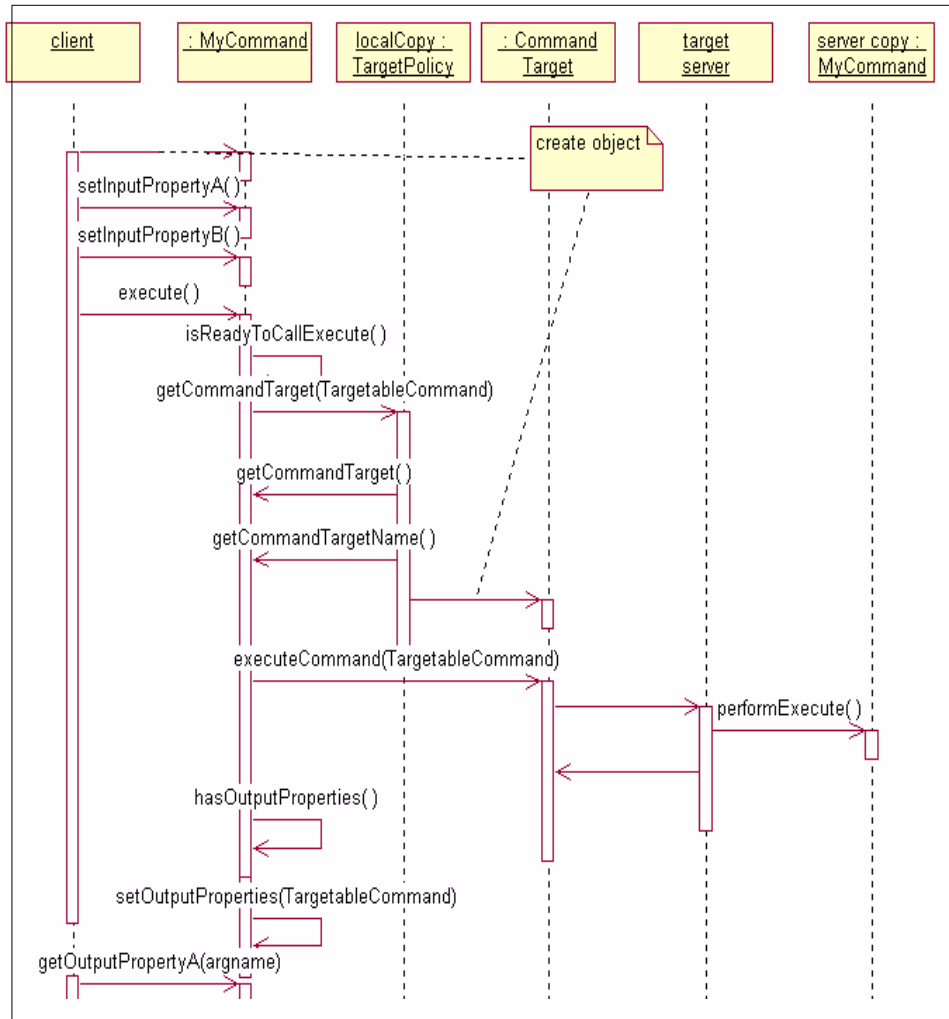 client
: MyCommand
localCopy :
TargetPolicy
: Command
Target
target
server
server copy :
MyCommand
create object
setInputPropertyA( )
setInputPropertyB( )
execute( )
isReadyToCallExecute( )
getCommandTarget(TargetableCommand)
getCommandTarget( )
getCommandTargetName( )
executeCommand(TargetableCommand)
performExecute( )
hasOutputProperties( )
setOutputProperties(TargetableCommand)
getOutputPropertyA(argname)